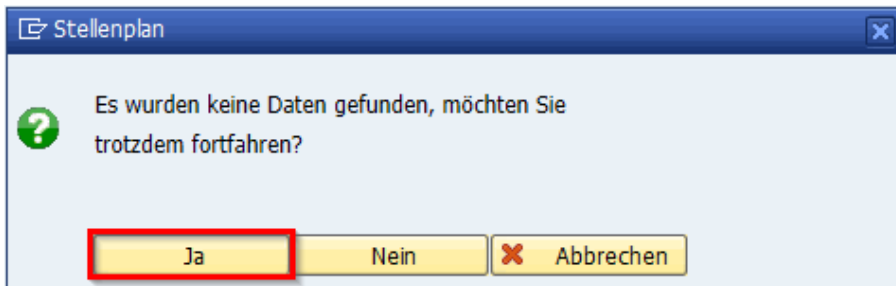 Stellenplan
Es wurden keine Daten gefunden, möchten Sie
trotzdem fortfahren?
Ja Nein Abbrechen